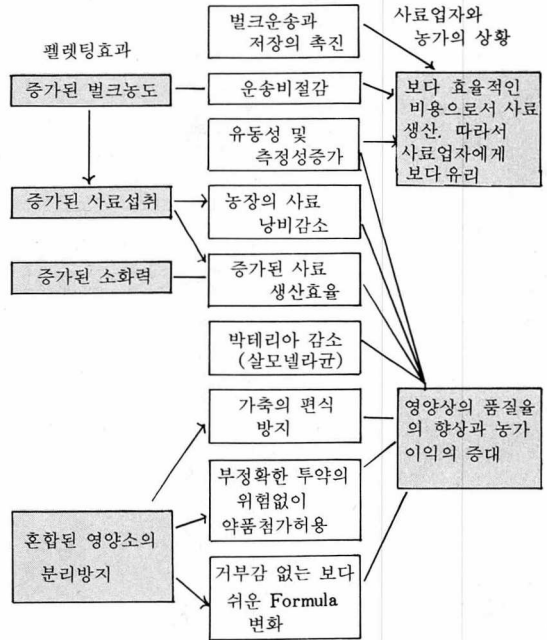 펠렛팅효과
증가된 벌크농도
증가된 사료섭취
증가된 소화력
혼합된 영양소의
분리방지
벌크운송과
저장의 촉진
운송비절감
유동성 및
측정성증가
농장의 사료
낭비감소
증가된 사료
생산효율
박테리아 감소
(살모넬라균)
가축의 편식
방지
부정확한 투약의
위험없이
약품첨가허용
거부감 없는 보다
쉬운 Formula
변화
사료업자와
농가의 상황
보다 효율적인
비용으로서 사료
생산. 따라서
사료업자에게
보다 유리
영양상의 품질율
의 향상과 농가
이익의 증대